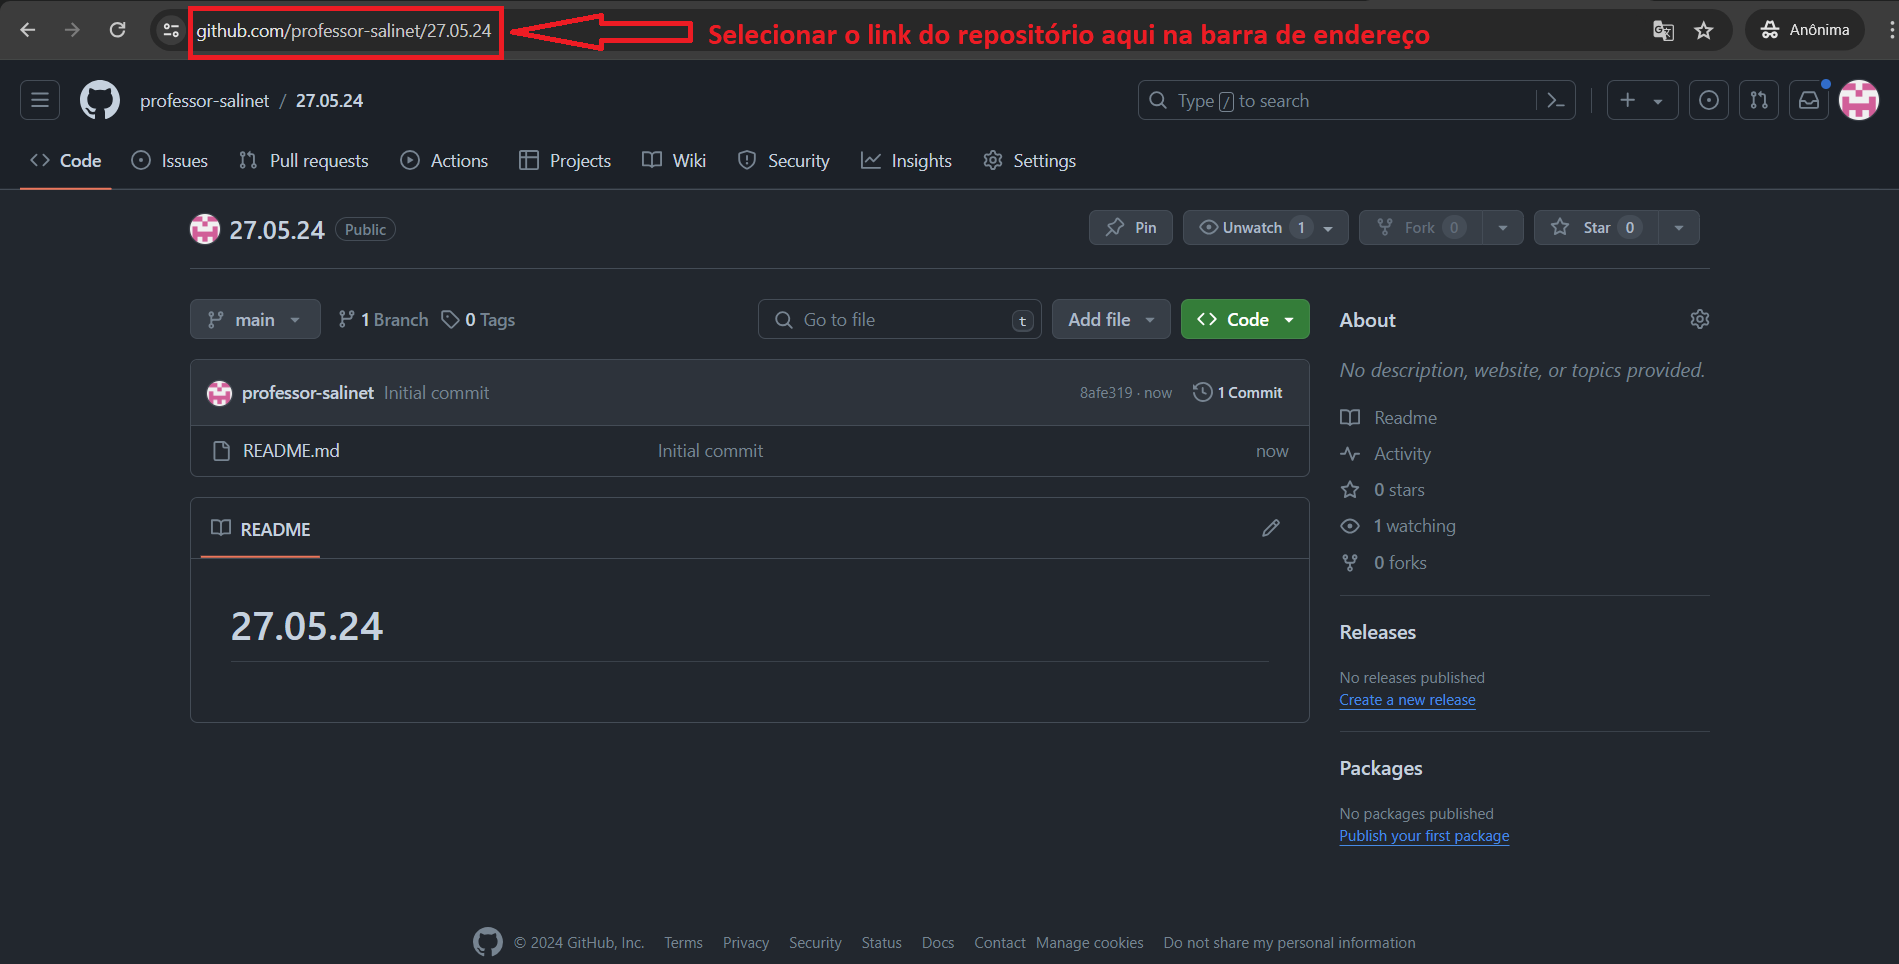 github.com/professor-salinet/27.05.24
Selecionar o link do repositório aqui na barra de endereço
Anônima
professor-salinet / 27.05.24
Type / to search
Code Issues Pull requests Actions Projects Wiki Security Insights Settings
27.05.24 Public
Pin Unwatch 1 Fork 0 Star 0
main 1 Branch 0 Tags
Go to file t Add file Code
professor-salinet Initial commit 8afe319 · now 1 Commit
README.md Initial commit now
README
27.05.24
About
No description, website, or topics provided.
Readme
Activity
0 stars
1 watching
0 forks
Releases
No releases published
Create a new release
Packages
No packages published
Publish your first package
© 2024 GitHub, Inc. Terms Privacy Security Status Docs Contact Manage cookies Do not share my personal information